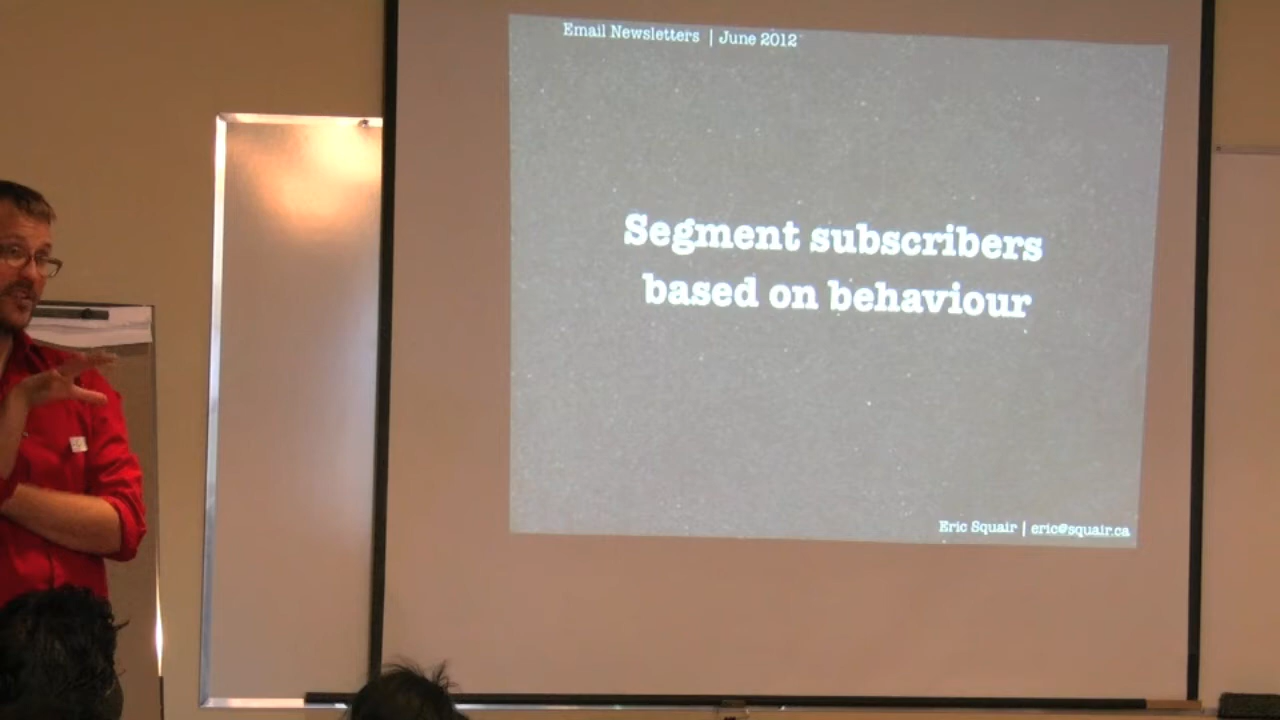 Email Newsletters | June 2012
Segment subscribers
based on behaviour
Eric Squair | eric@squair.ca